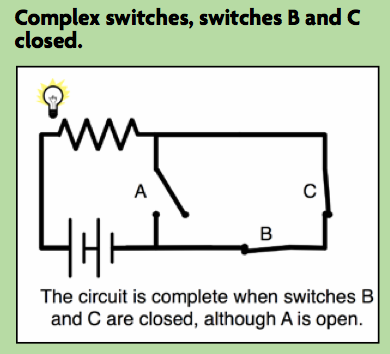 Complex switches, switches B and C
closed.
A
C
B
The circuit is complete when switches B
and C are closed, although A is open.